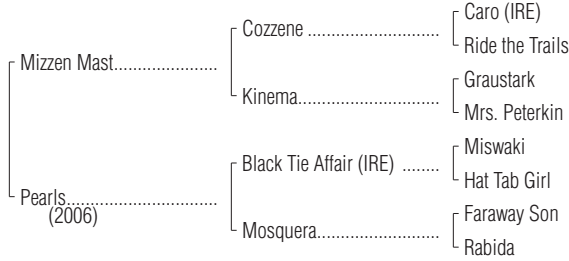 Caro (IRE)
Cozzene ..............................
Ride the Trails
Mizzen Mast.......................
Graustark
Kinema................................
Mrs. Peterkin
Miswaki
Black Tie Affair (IRE) ........
Hat Tab Girl
Pearls..................................
(2006)
Faraway Son
Mosquera............................
Rabida